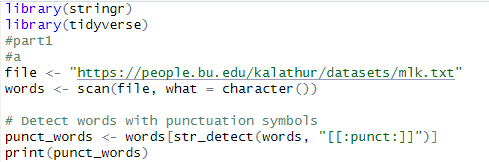 library(stringr)
library(tidyverse)
#part1
#a
file <- "https://people.bu.edu/kalathur/datasets/mlk.txt"
words <- scan(file, what = character())
# Detect words with punctuation symbols
punct_words <- words[str_detect(words, "[[:punct:]]")]
print(punct_words)